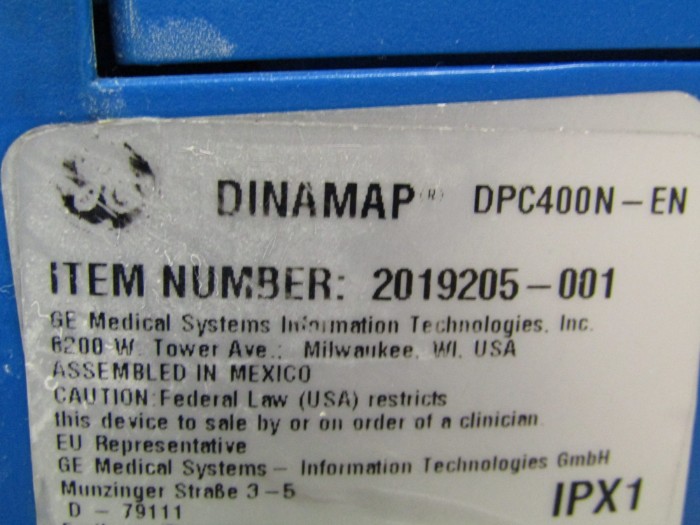 DINAMAP (R) DPC400N-EN
ITEM NUMBER: 2019205-001
GE Medical Systems Information Technologies, Inc.
8200 W. Tower Ave.; Milwaukee, WI, USA
ASSEMBLED IN MEXICO
CAUTION: Federal Law (USA) restricts
this device to sale by or on order of a clinician
EU Representative
GE Medical Systems - Information Technologies GmbH
Munzinger Straße 3-5
IPX1
D - 79111